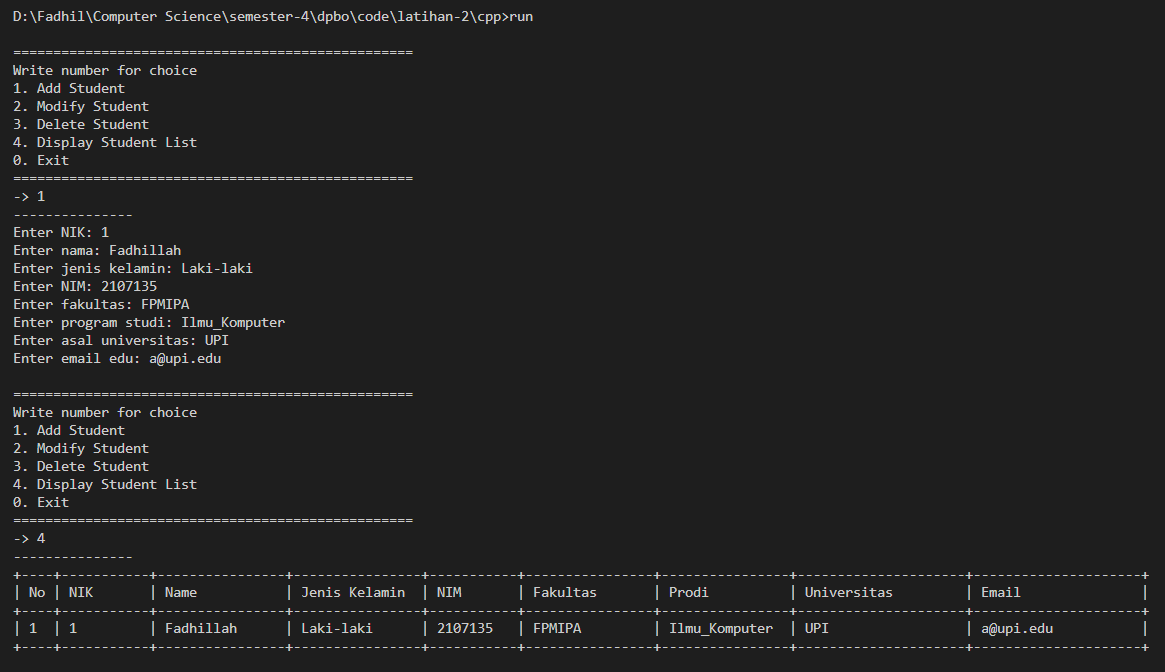 D:\Fadhil\Computer Science\semester-4\dpbo\code\latihan-2\cpp>run
==================================================
Write number for choice
1. Add Student
2. Modify Student
3. Delete Student
4. Display Student List
0. Exit
==================================================
-> 1
---------------
Enter NIK: 1
Enter nama: Fadhillah
Enter jenis kelamin: Laki-laki
Enter NIM: 2107135
Enter fakultas: FPMIPA
Enter program studi: Ilmu_Komputer
Enter asal universitas: UPI
Enter email edu: a@upi.edu
==================================================
Write number for choice
1. Add Student
2. Modify Student
3. Delete Student
4. Display Student List
0. Exit
==================================================
-> 4
---------------
+----+-----------+----------------+----------------+-----------+----------------+----------------+---------------------+---------------------+
| No | NIK       | Name           | Jenis Kelamin  | NIM       | Fakultas       | Prodi          | Universitas         | Email               |
+----+-----------+----------------+----------------+-----------+----------------+----------------+---------------------+---------------------+
| 1  | 1         | Fadhillah      | Laki-laki      | 2107135   | FPMIPA         | Ilmu_Komputer  | UPI                 | a@upi.edu           |
+----+-----------+----------------+----------------+-----------+----------------+----------------+---------------------+---------------------+